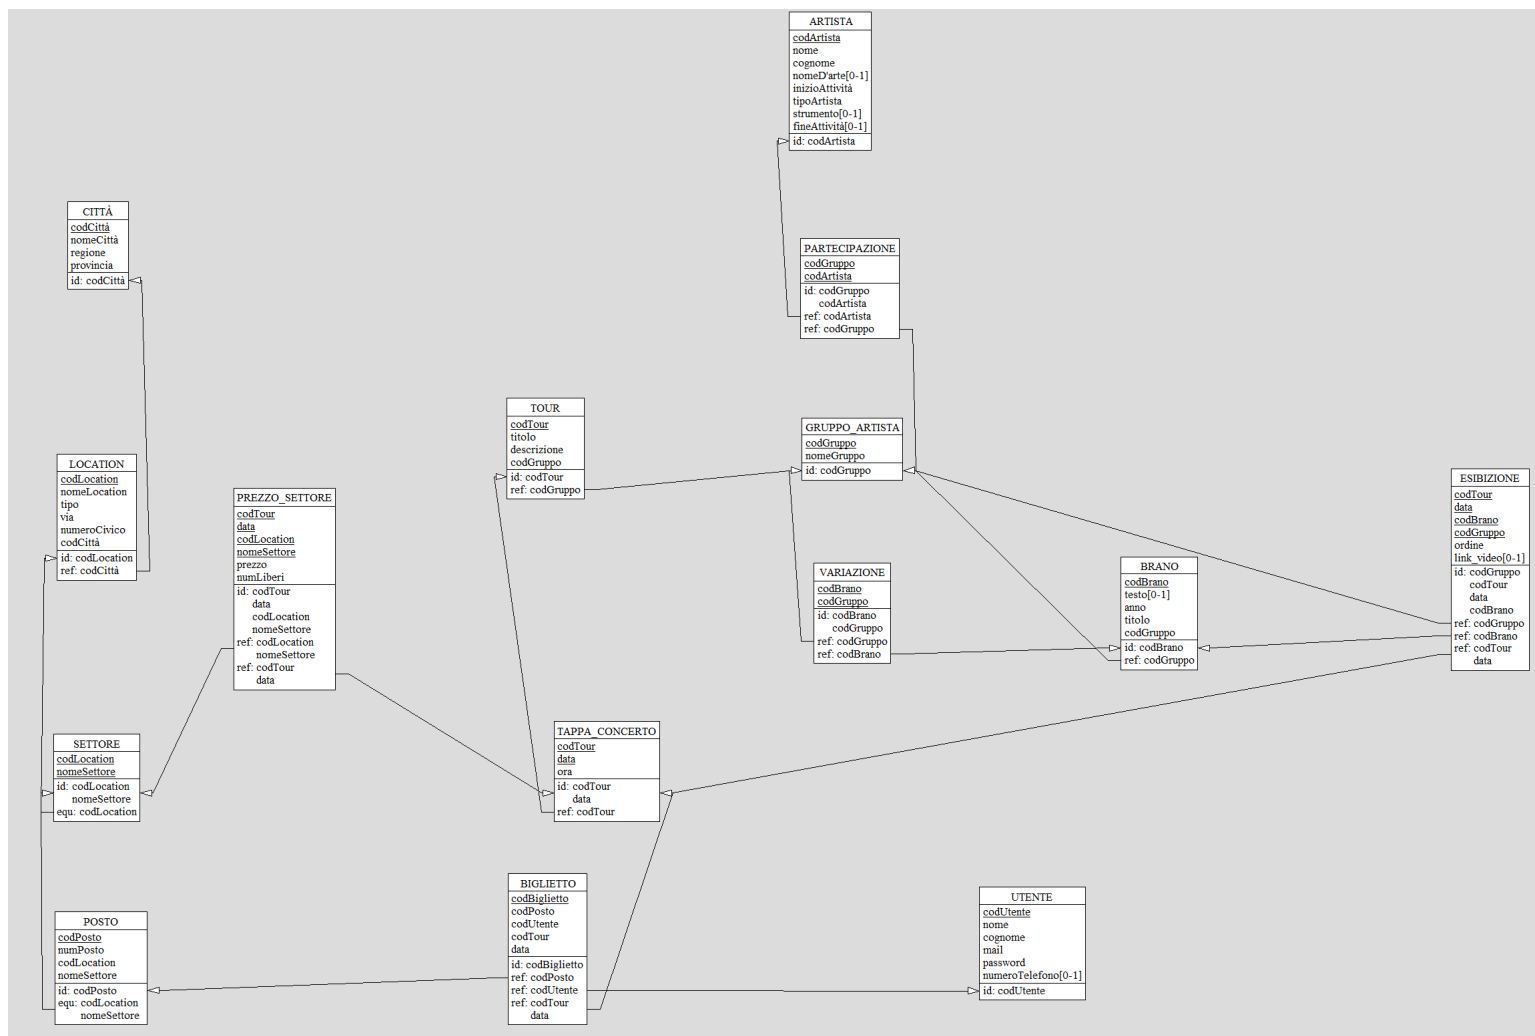 ARTISTA
codArtista
nome
cognome
nomeD'arte[0-1]
inizioAttività
tipoArtista
strumento[0-1]
fineAttività[0-1]
id: codArtista
CITTÀ
codCittà
nomeCittà
regione
provincia
id: codCittà
PARTECIPAZIONE
codGruppo
codArtista
id: codGruppo
codArtista
ref: codArtista
ref: codGruppo
TOUR
codTour
titolo
descrizione
codGruppo
id: codTour
ref: codGruppo
GRUPPO_ARTISTA
codGruppo
nomeGruppo
id: codGruppo
LOCATION
codLocation
nomeLocation
tipo
via
numeroCivico
codCittà
id: codLocation
ref: codCittà
PREZZO_SETTORE
codTour
data
codLocation
nomeSettore
prezzo
numLiberi
id: codTour
data
codLocation
nomeSettore
ref: codLocation
nomeSettore
ref: codTour
data
ESIBIZIONE
codTour
data
codBrano
codGruppo
ordine
link_video[0-1]
id: codGruppo
codTour
data
codBrano
ref: codGruppo
ref: codBrano
ref: codTour
data
VARIAZIONE
codBrano
codGruppo
id: codBrano
codGruppo
ref: codGruppo
ref: codBrano
BRANO
codBrano
testo[0-1]
anno
titolo
codGruppo
id: codBrano
ref: codGruppo
SETTORE
codLocation
nomeSettore
id: codLocation
nomeSettore
equ: codLocation
TAPPA_CONCERTO
codTour
data
ora
id: codTour
data
ref: codTour
POSTO
codPosto
numPosto
codLocation
nomeSettore
id: codPosto
equ: codLocation
nomeSettore
BIGLIETTO
codBiglietto
codPosto
codUtente
codTour
data
id: codBiglietto
ref: codPosto
ref: codUtente
ref: codTour
data
UTENTE
codUtente
nome
cognome
mail
password
numeroTelefono[0-1]
id: codUtente